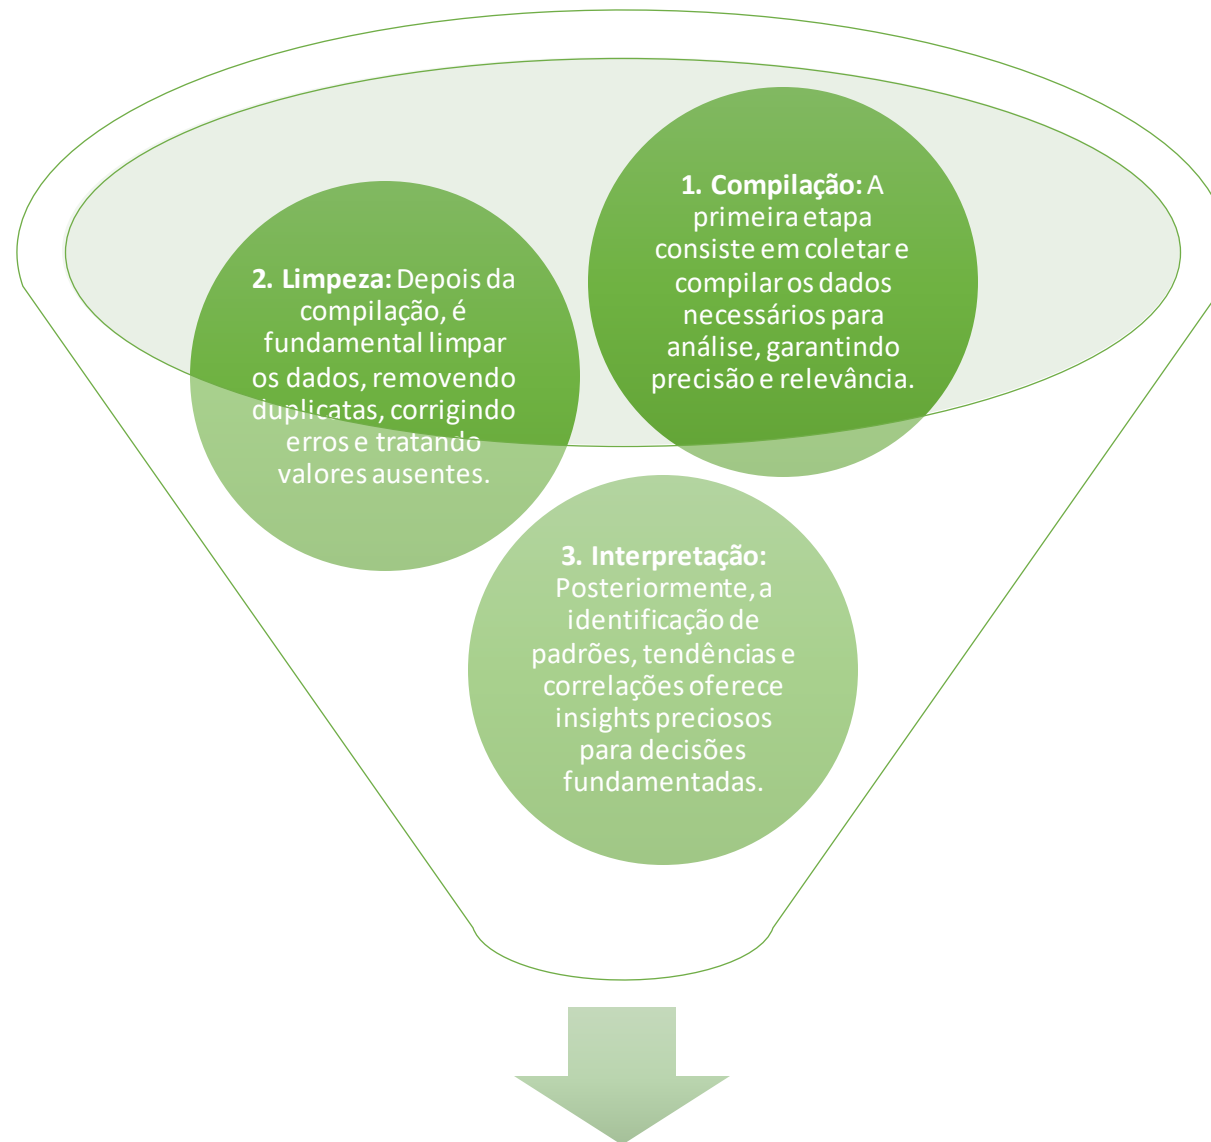 1. Compilação: A
primeira etapa
consiste em coletar e
compilar os dados
necessários para
análise, garantindo
precisão e relevância.
2. Limpeza: Depois da
compilação, é
fundamental limpar
os dados, removendo
duplicatas, corrigindo
erros e tratando
valores ausentes.
3. Interpretação:
Posteriormente, a
identificação de
padrões, tendências e
correlações oferece
insights preciosos
para decisões
fundamentadas.